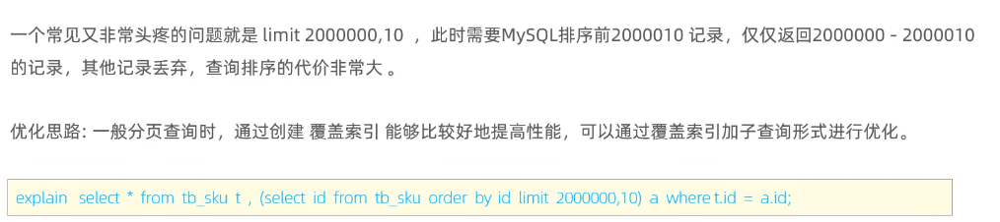 一个常见又非常头疼的问题就是 limit 2000000,10 ，此时需要MySQL排序前2000010 记录，仅仅返回2000000 - 2000010
的记录，其他记录丢弃，查询排序的代价非常大 。
优化思路: 一般分页查询时，通过创建 覆盖索引 能够比较好地提高性能，可以通过覆盖索引加子查询形式进行优化。
explain select * from tb_sku t , (select id from tb_sku order by id limit 2000000,10) a where t.id = a.id;